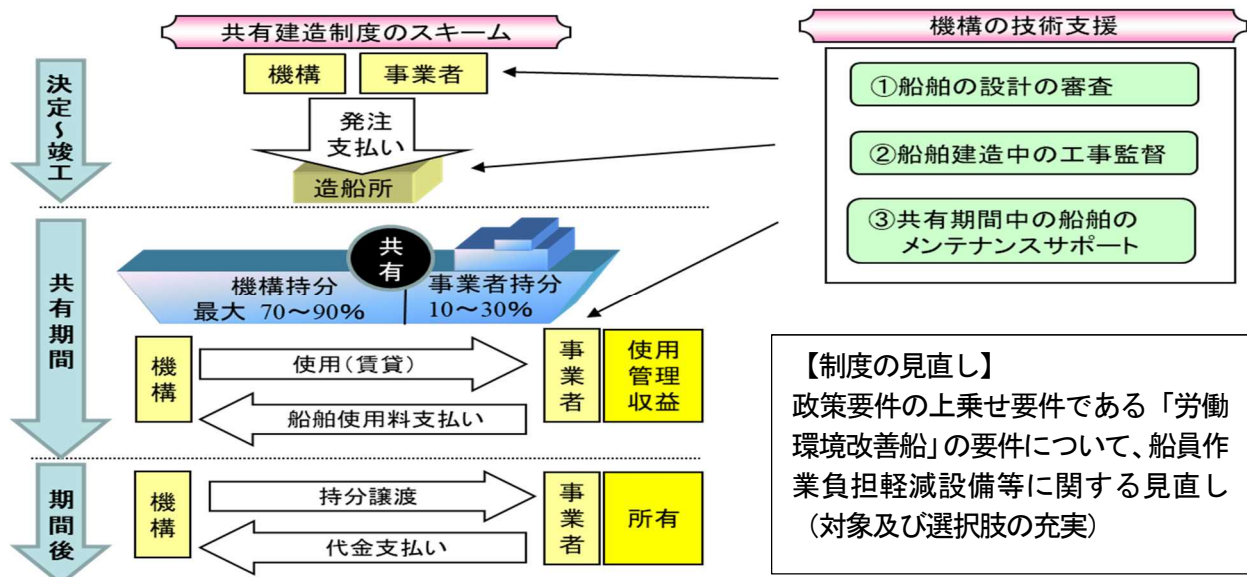 共有建造制度のスキーム
機構
事業者
発注
支払い
造船所
決定～竣工
共有期間
共有
機構持分
最大 70～90%
事業者持分
10～30%
機構
使用(賃貸)
船舶使用料支払い
事業者
使用
管理
収益
期間後
機構
持分譲渡
代金支払い
事業者
所有
機構の技術支援
①船舶の設計の審査
②船舶建造中の工事監督
③共有期間中の船舶の
メンテナンスサポート
【制度の見直し】
政策要件の上乗せ要件である「労働
環境改善船」の要件について、船員作
業負担軽減設備等に関する見直し
（対象及び選択肢の充実）